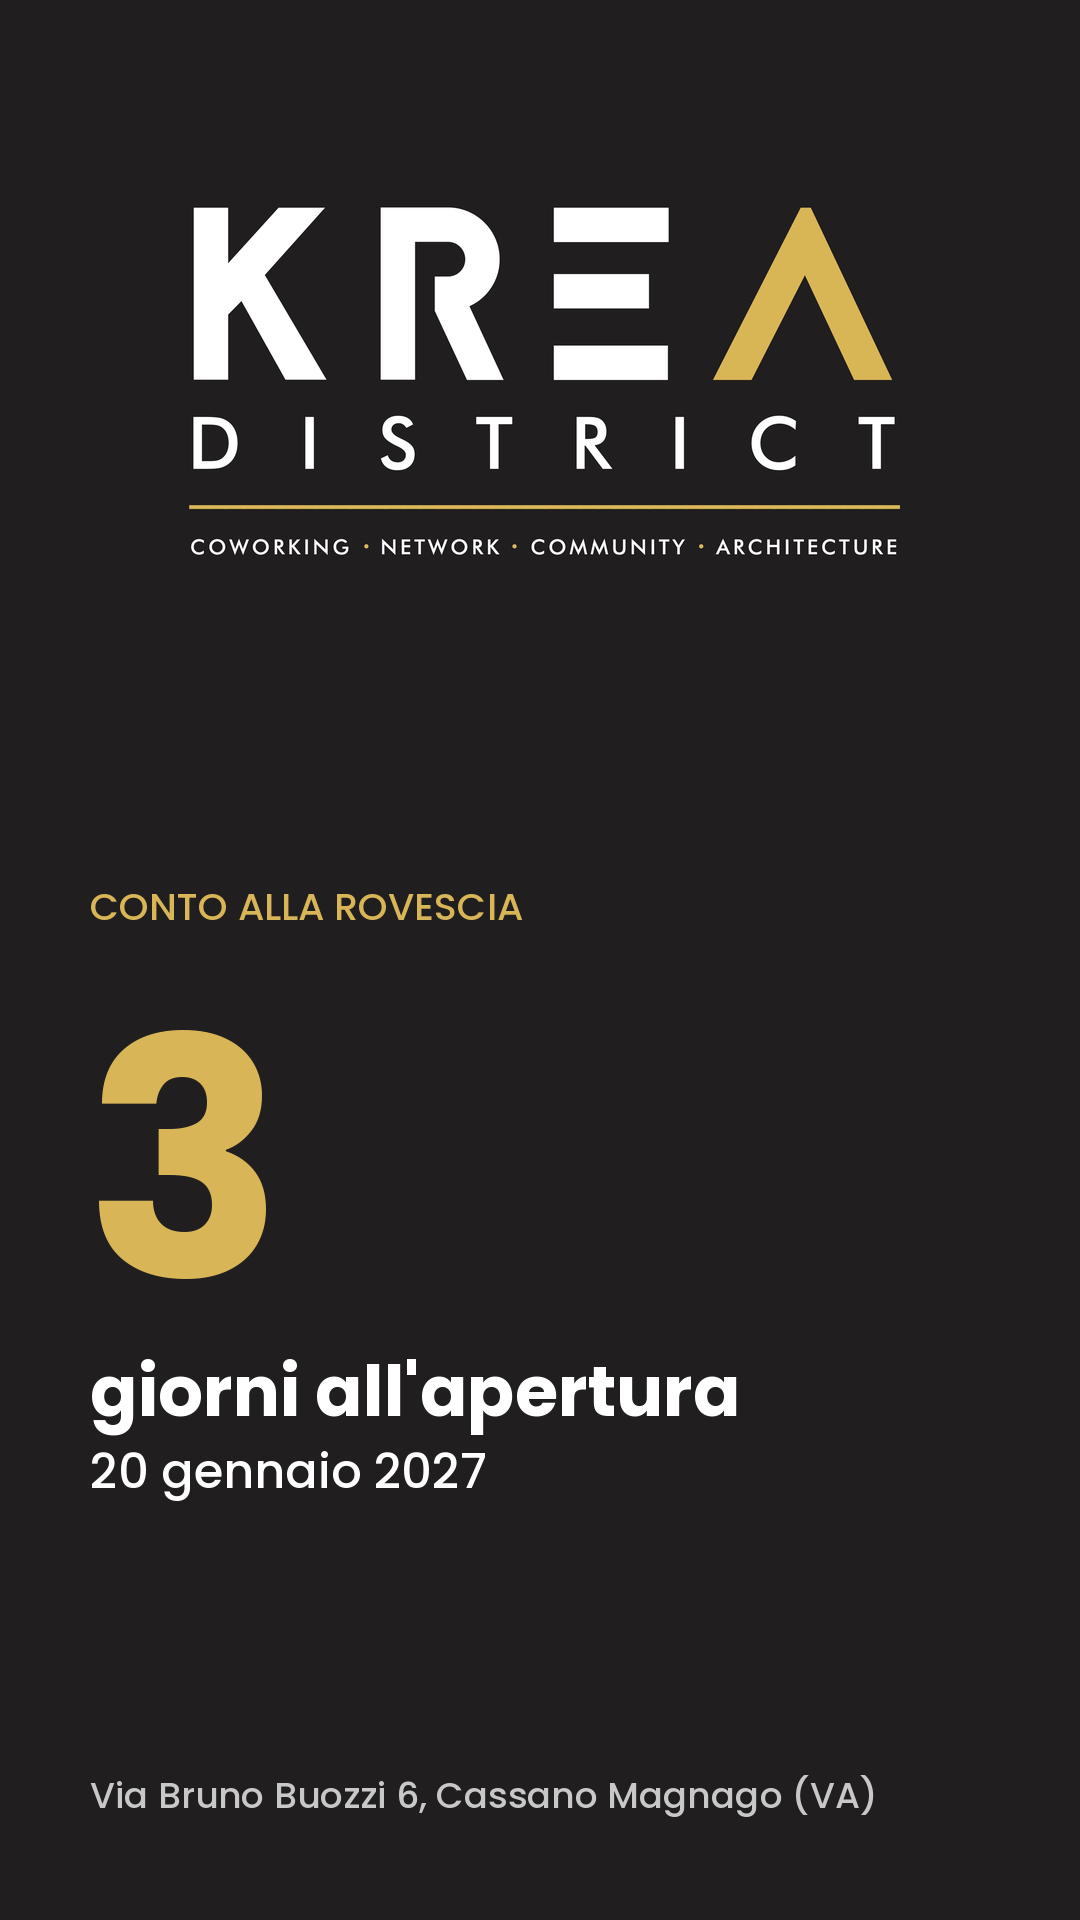 KREA
DISTRICT
COWORKING · NETWORK · COMMUNITY · ARCHITECTURE
CONTO ALLA ROVESCIA
3
giorni all'apertura
20 gennaio 2027
Via Bruno Buozzi 6, Cassano Magnago (VA)